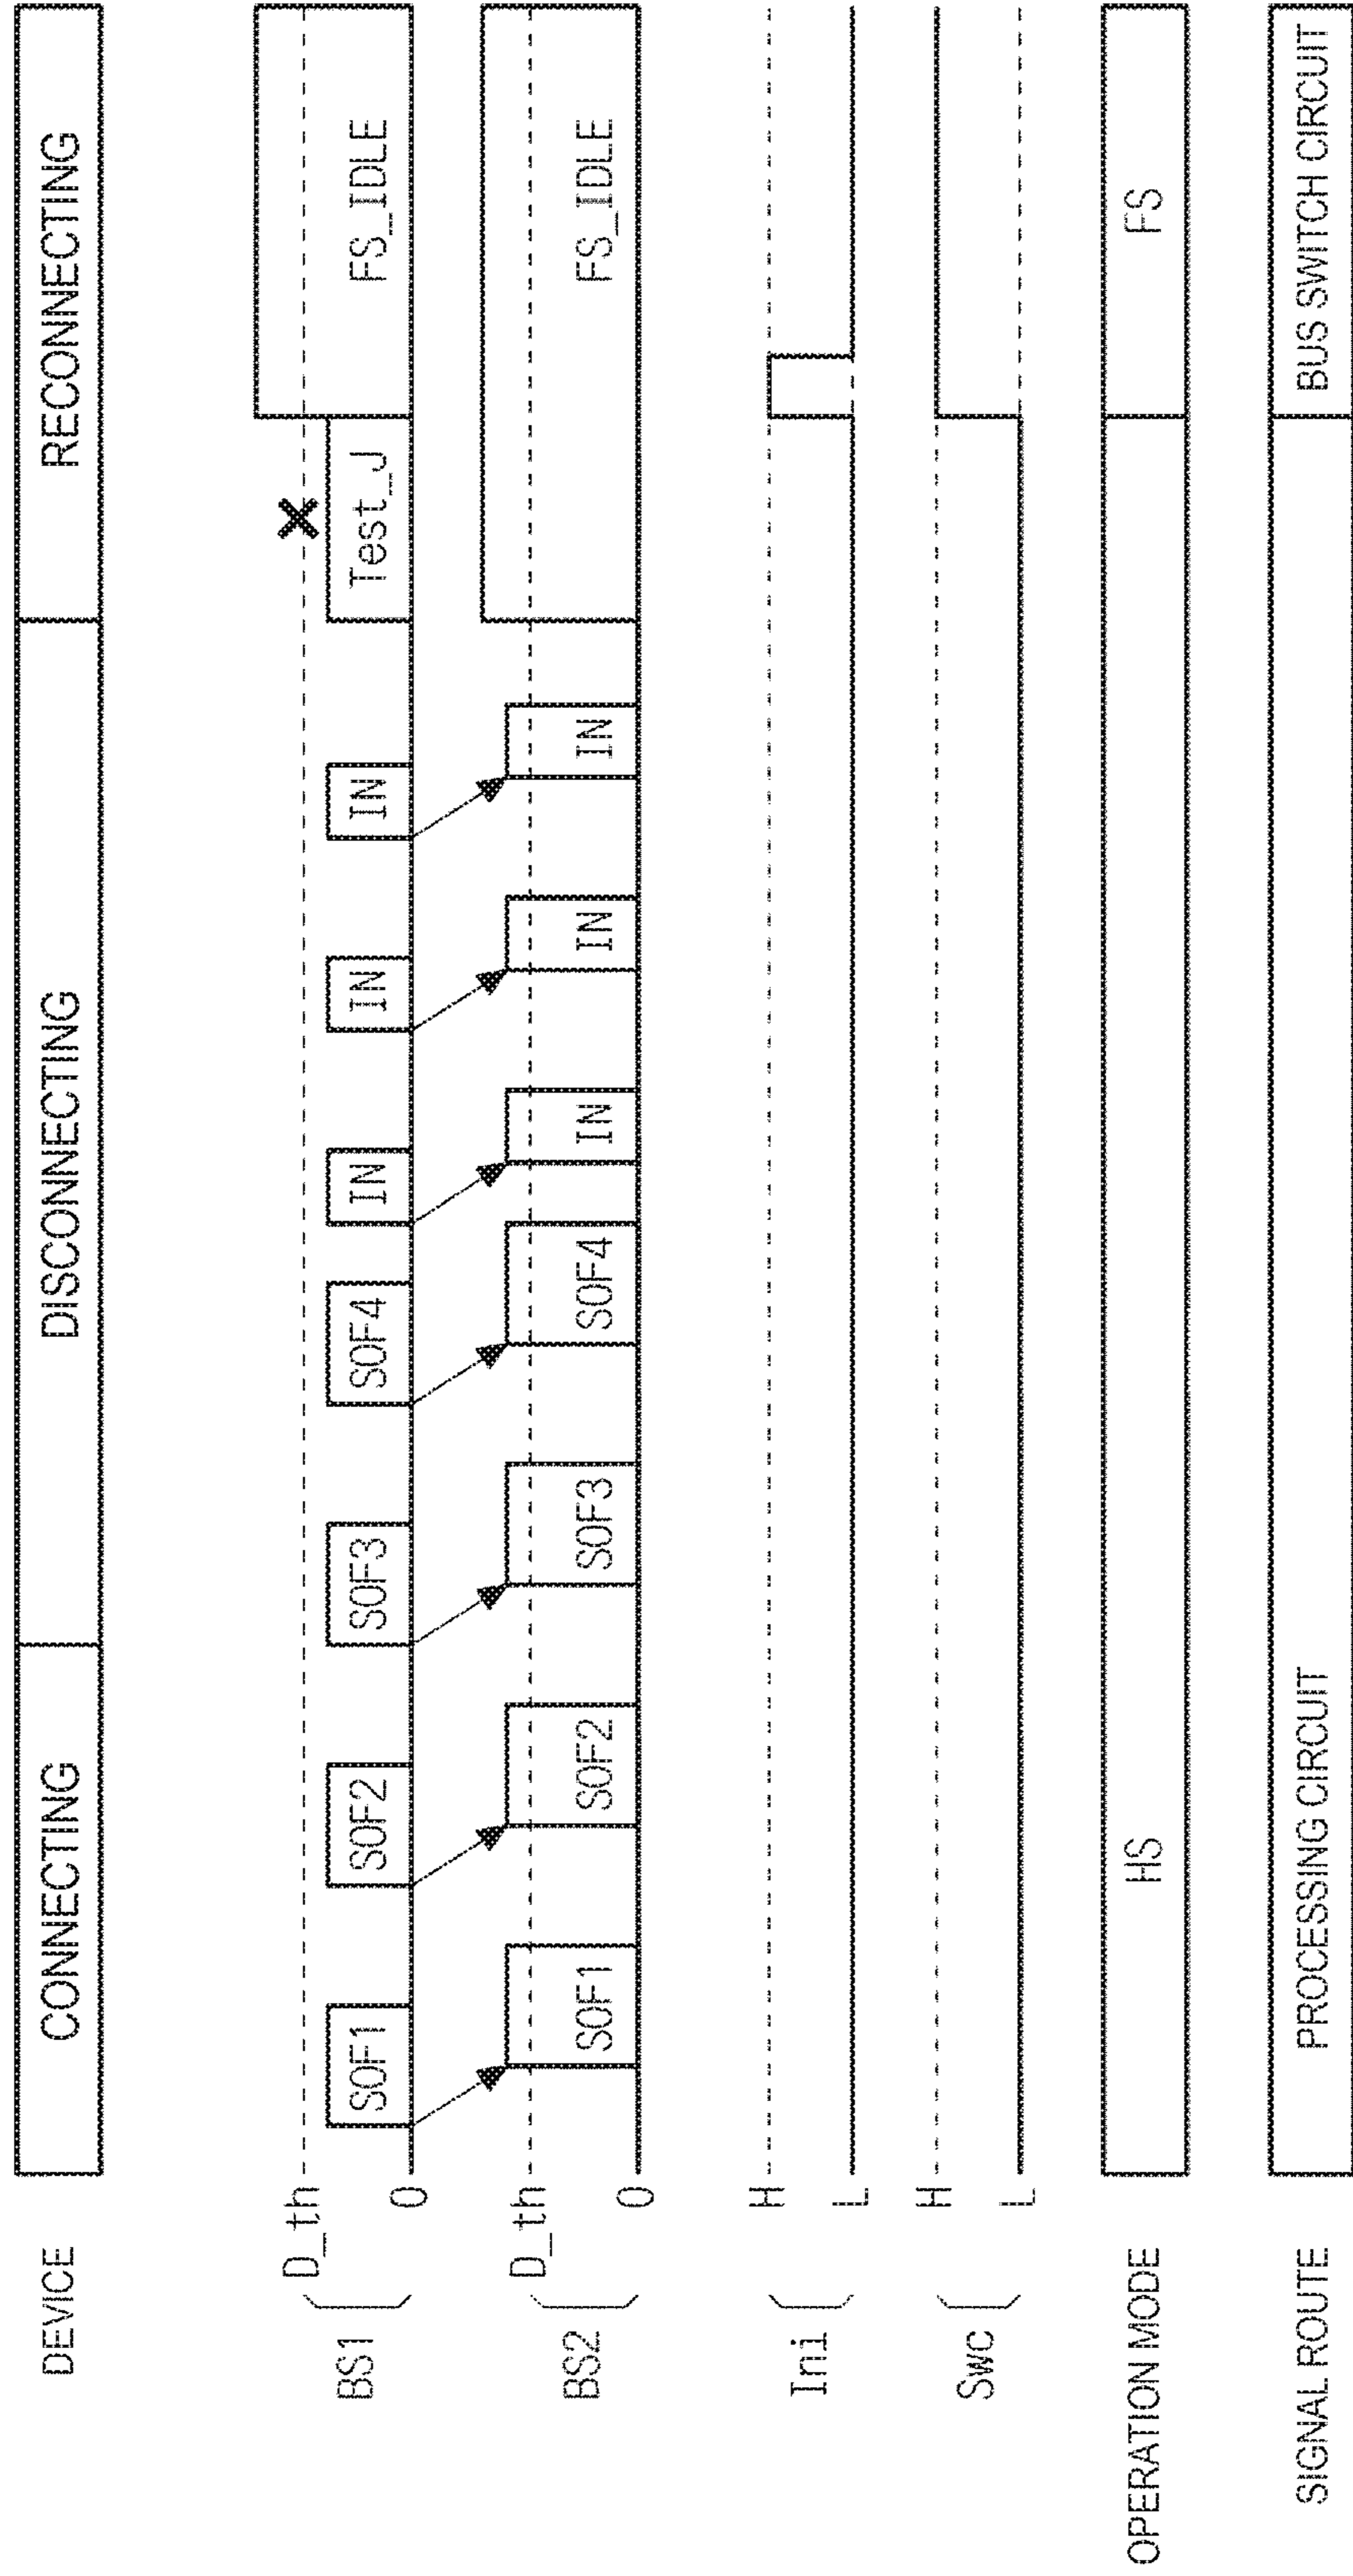 DEVICE
CONNECTING
DISCONNECTING
RECONNECTING
BS1
D_th
0
SOF1
SOF2
SOF3
SOF4
IN
IN
IN
Test_J
FS_IDLE
BS2
D_th
0
SOF1
SOF2
SOF3
SOF4
IN
IN
IN
FS_IDLE
Ini
H
L
Swc
H
L
OPERATION MODE
HS
FS
SIGNAL ROUTE
PROCESSING CIRCUIT
BUS SWITCH CIRCUIT